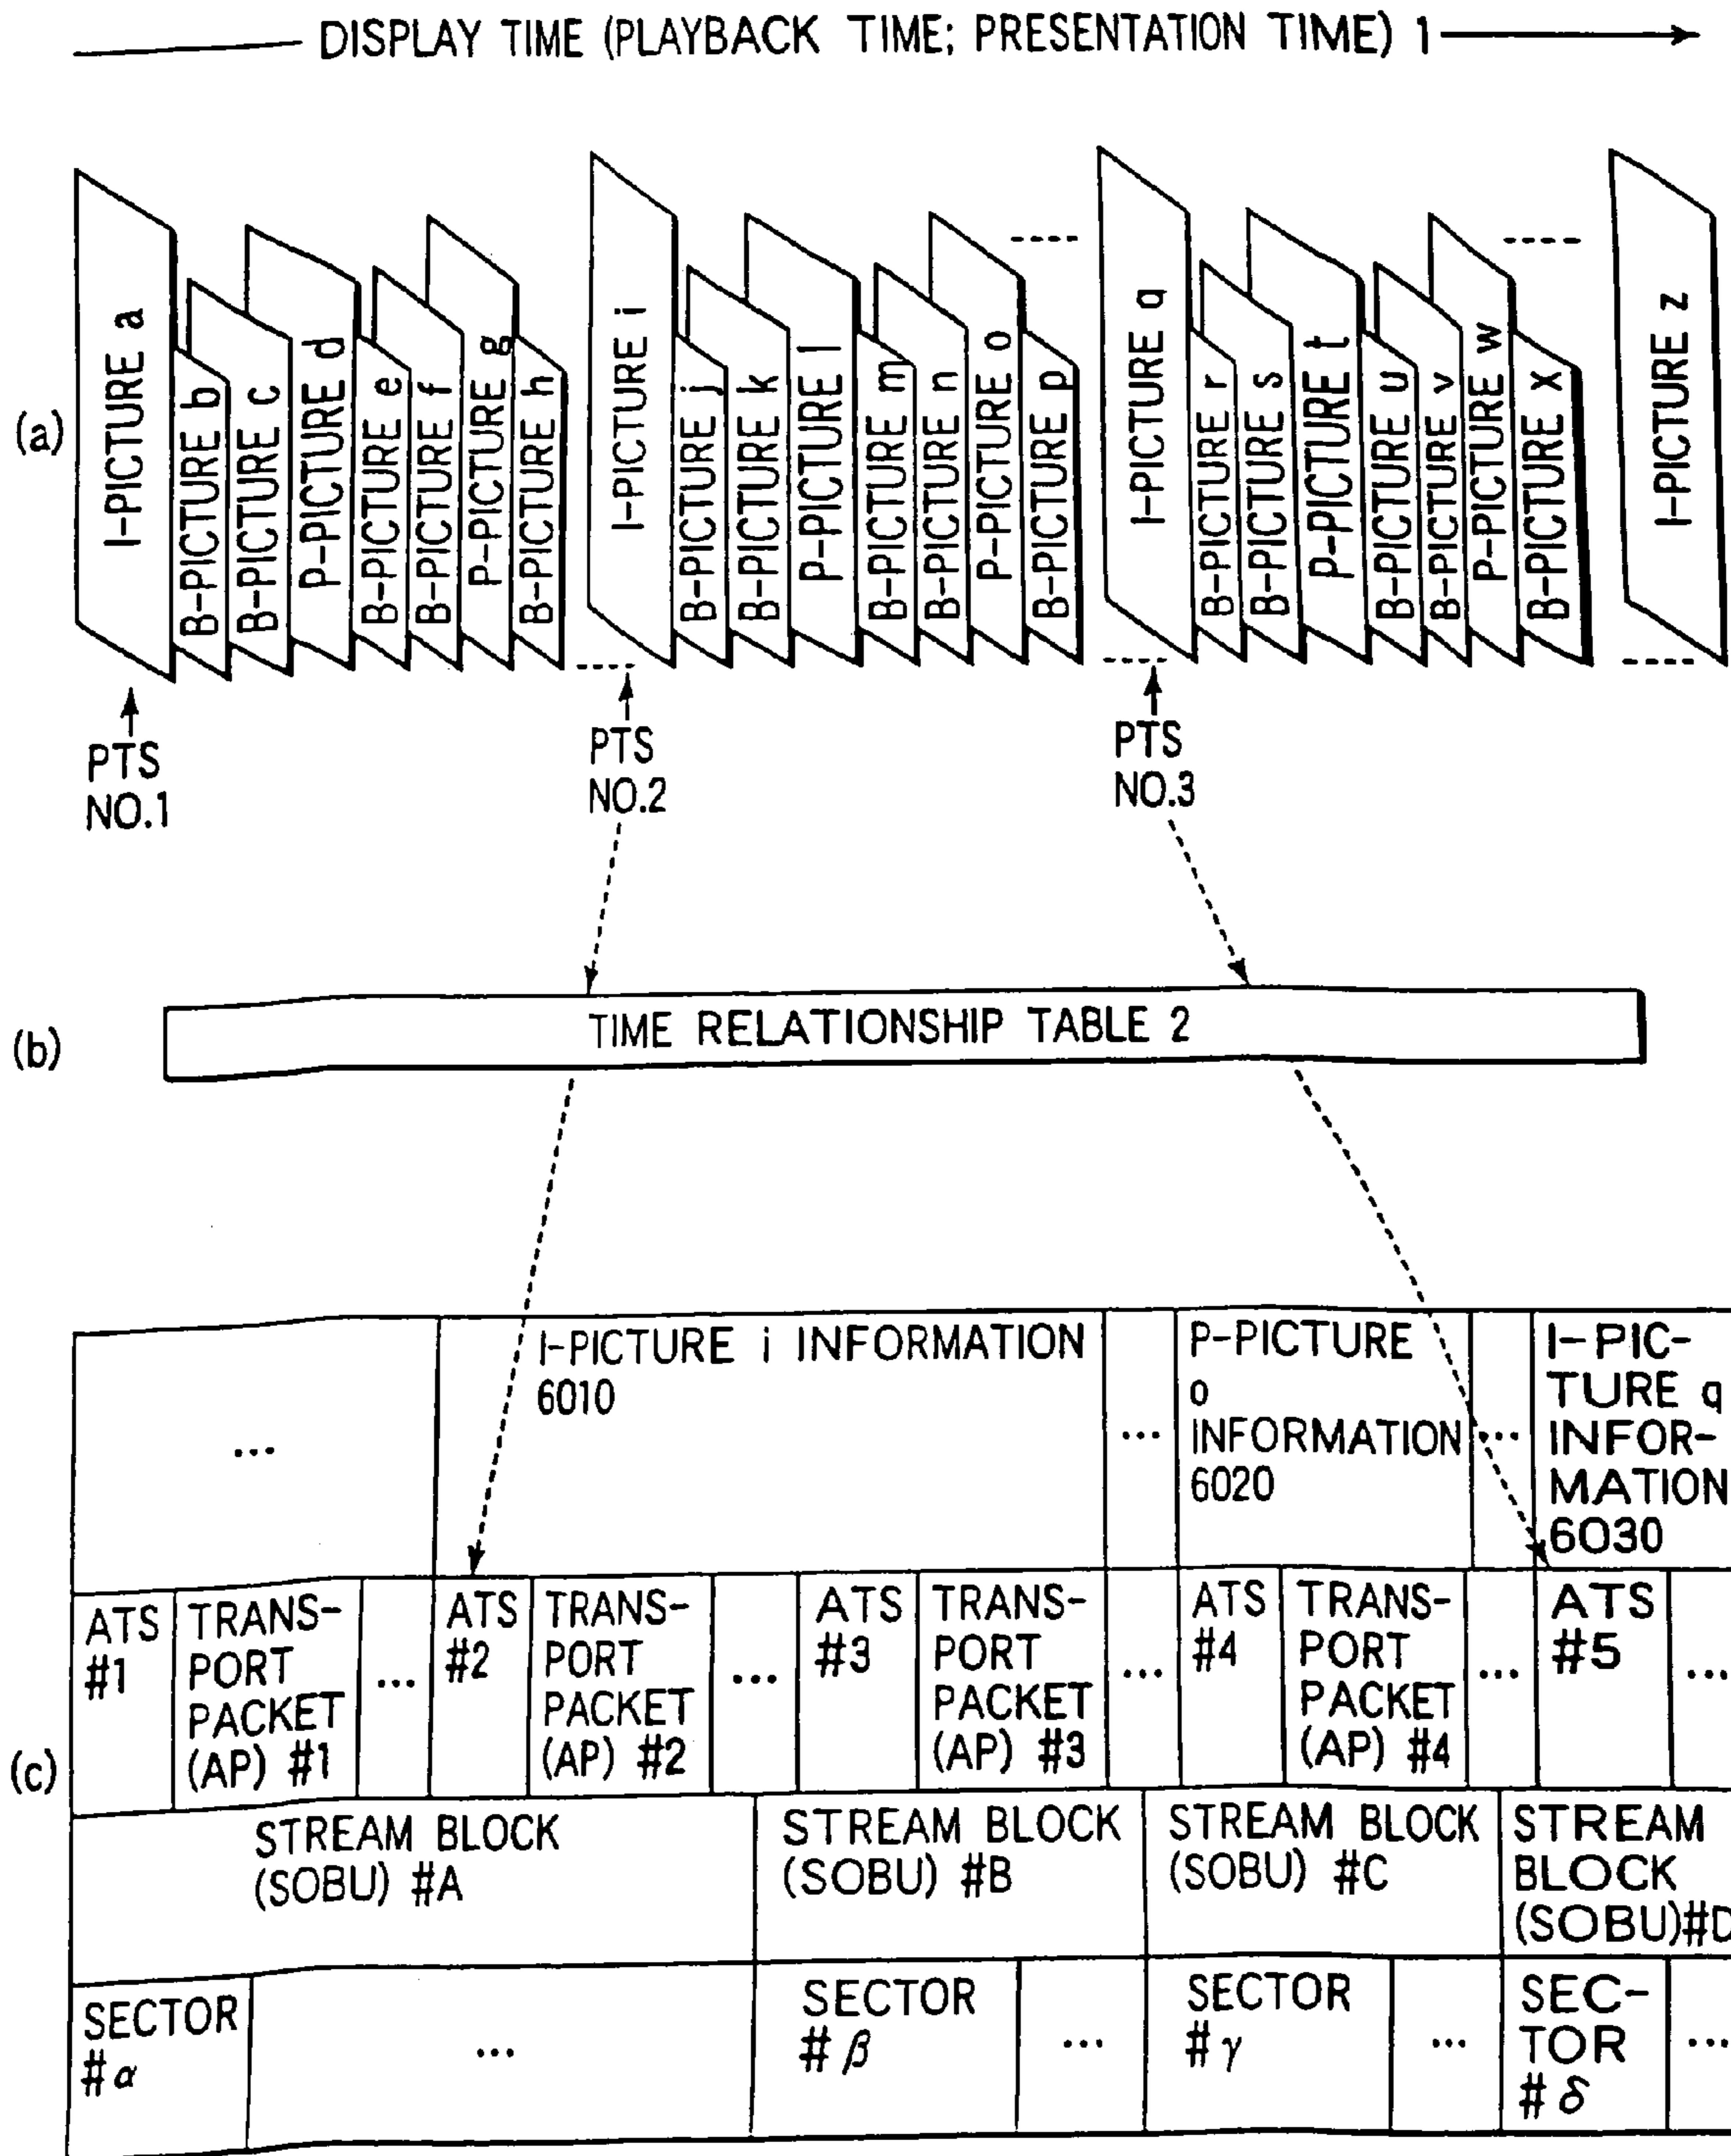 DISPLAY TIME (PLAYBACK TIME; PRESENTATION TIME) 1
(a)
I-PICTURE a
B-PICTURE b
B-PICTURE c
P-PICTURE d
B-PICTURE e
B-PICTURE f
P-PICTURE g
B-PICTURE h
I-PICTURE i
B-PICTURE j
B-PICTURE k
P-PICTURE l
B-PICTURE m
B-PICTURE n
P-PICTURE o
B-PICTURE p
I-PICTURE q
B-PICTURE r
B-PICTURE s
P-PICTURE t
B-PICTURE u
B-PICTURE v
P-PICTURE w
B-PICTURE x
I-PICTURE z
PTS
NO.1
PTS
NO.2
PTS
NO.3
(b)
TIME RELATIONSHIP TABLE 2
(c)
...
I-PICTURE i INFORMATION
6010
...
P-PICTURE
o
INFORMATION
6020
...
I-PIC-
TURE q
INFOR-
MATION
6030
ATS
#1
TRANS-
PORT
PACKET
(AP) #1
...
ATS
#2
TRANS-
PORT
PACKET
(AP) #2
...
ATS
#3
TRANS-
PORT
PACKET
(AP) #3
...
ATS
#4
TRANS-
PORT
PACKET
(AP) #4
...
ATS
#5
...
STREAM BLOCK
(SOBU) #A
STREAM BLOCK
(SOBU) #B
STREAM BLOCK
(SOBU) #C
STREAM
BLOCK
(SOBU)#D
SECTOR
#α
...
SECTOR
#β
...
SECTOR
#γ
...
SEC-
TOR
#δ
...